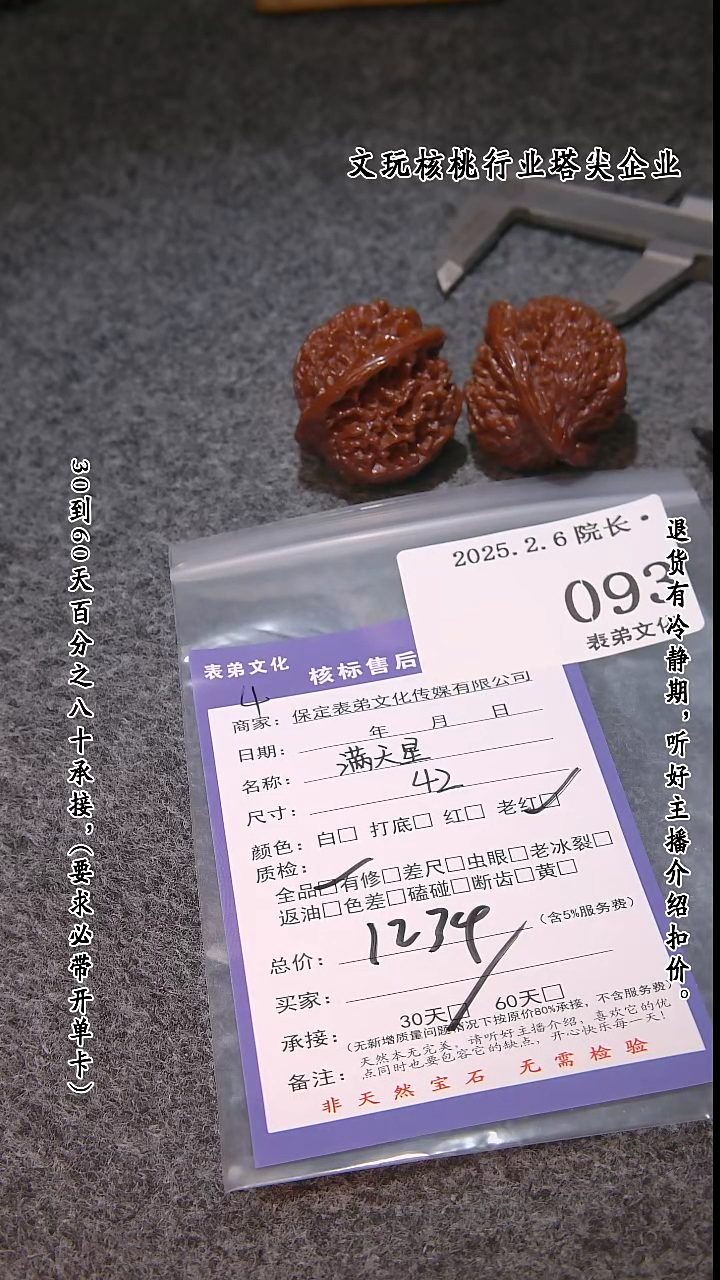 文玩核桃行业塔尖企业
30到60天百分之八十承接，（要求必带开单卡）
退货有冷静期，听好主播介绍扣价。
2025.2.6 院长·
093
表弟文化
表弟文化 核标售后
4
商家：保定表弟文化传媒有限公司
日期： 年 月 日
名称：满天星
尺寸：42
颜色：白□ 打底□ 红□ 老红☑
质检：
全品☑有修□差尺□虫眼□老冰裂□
返油□色差□磕碰□断齿□黄□
总价：1234（含5%服务费）
买家：
承接：30天☑ 60天□
（无新增质量问题情况下按原价80%承接，不含服务费）
备注：天然本无完美，请听好主播介绍，喜欢它的优
点同时也要包容它的缺点，开心快乐每一天！
非天然宝石 无需检验